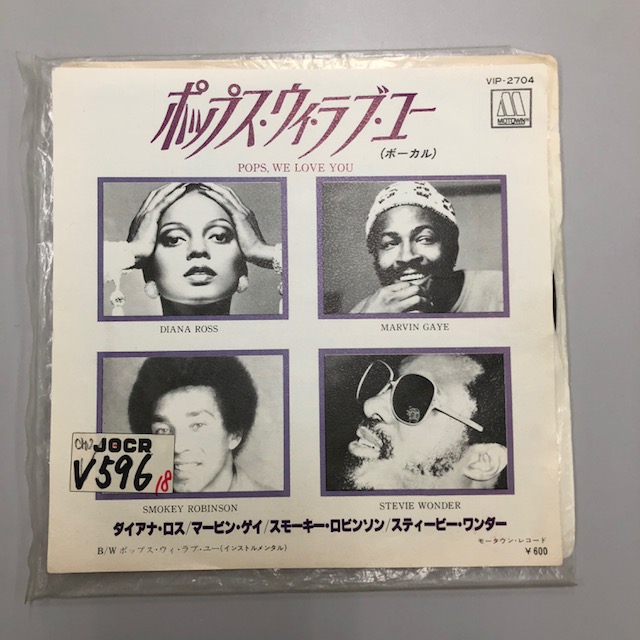 VIP-2704
ポップス・ウィ・ラブ・ユー
(ボーカル)
MOTOWN
POPS, WE LOVE YOU
DIANA ROSS
MARVIN GAYE
Ch2 JOCR
V596 18
SMOKEY ROBINSON
STEVIE WONDER
ダイアナ・ロス/マービン・ゲイ/スモーキー・ロビンソン/スティービー・ワンダー
B/W ポップス・ウィ・ラブ・ユー(インストルメンタル)
モータウン・レコード
¥600